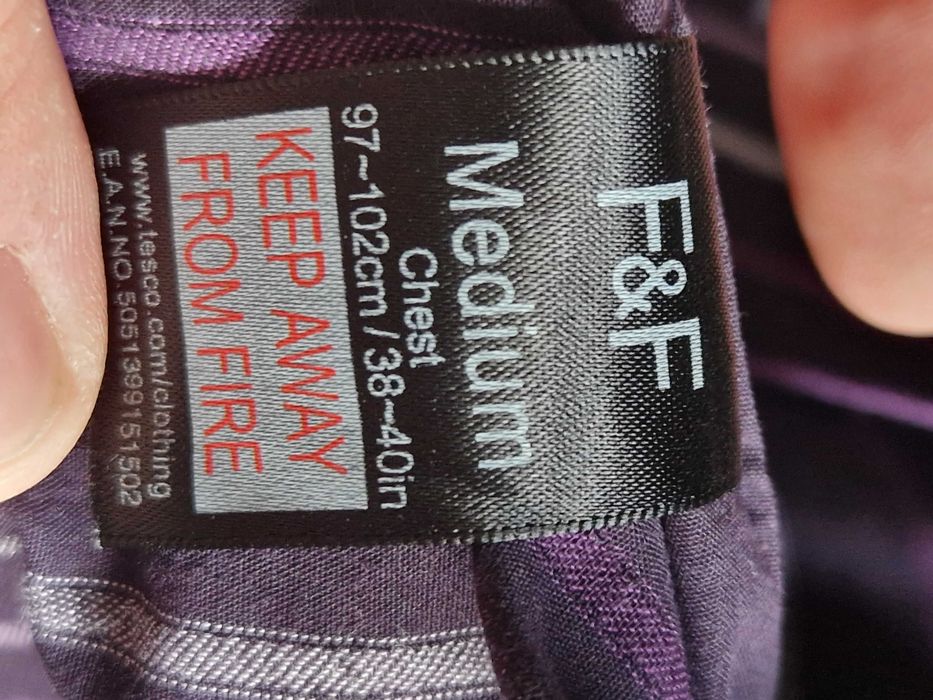 F&F
Medium
Chest
97~102cm / 38~40in
KEEP AWAY
FROM FIRE
www.tesco.com/clothing
E.A.N.NO.5051399151502